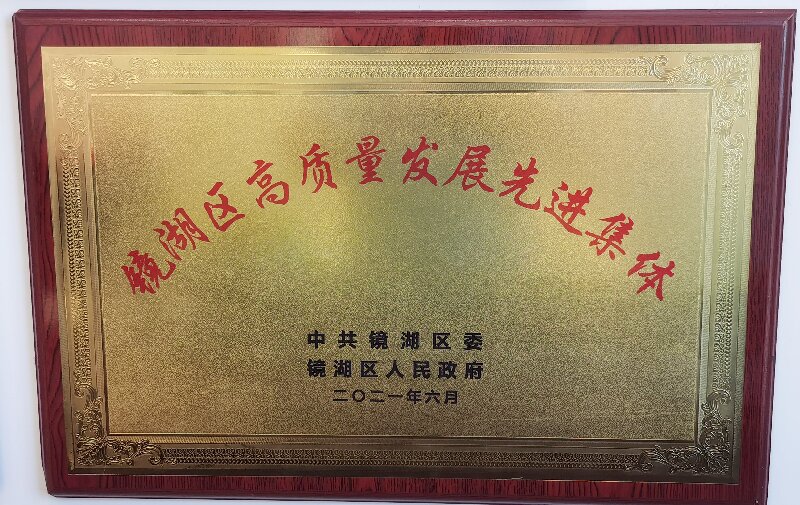 镜湖区高质量发展先进集体
中共镜湖区委
镜湖区人民政府
二〇二一年六月